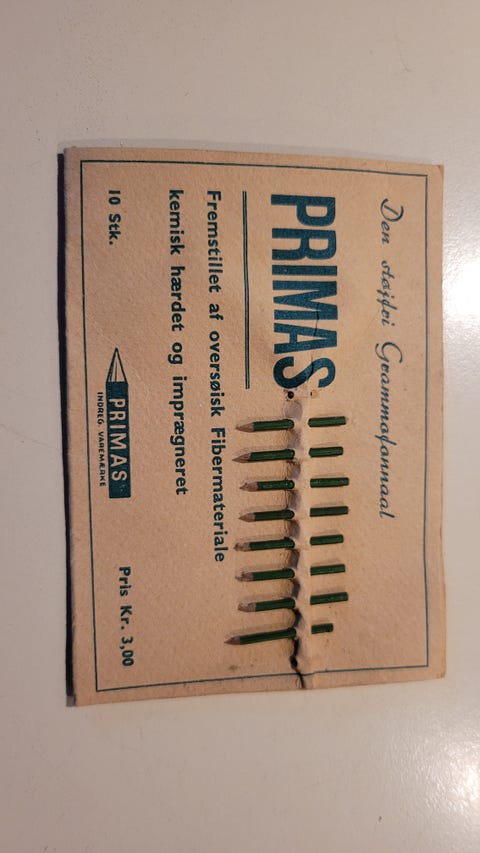 Den støjfri Grammofonnaal
PRIMAS
Fremstillet af oversøisk Fibermateriale
kemisk hærdet og imprægneret
10 Stk.
PRIMAS
INDREG. VAREMÆRKE
Pris Kr. 3,00